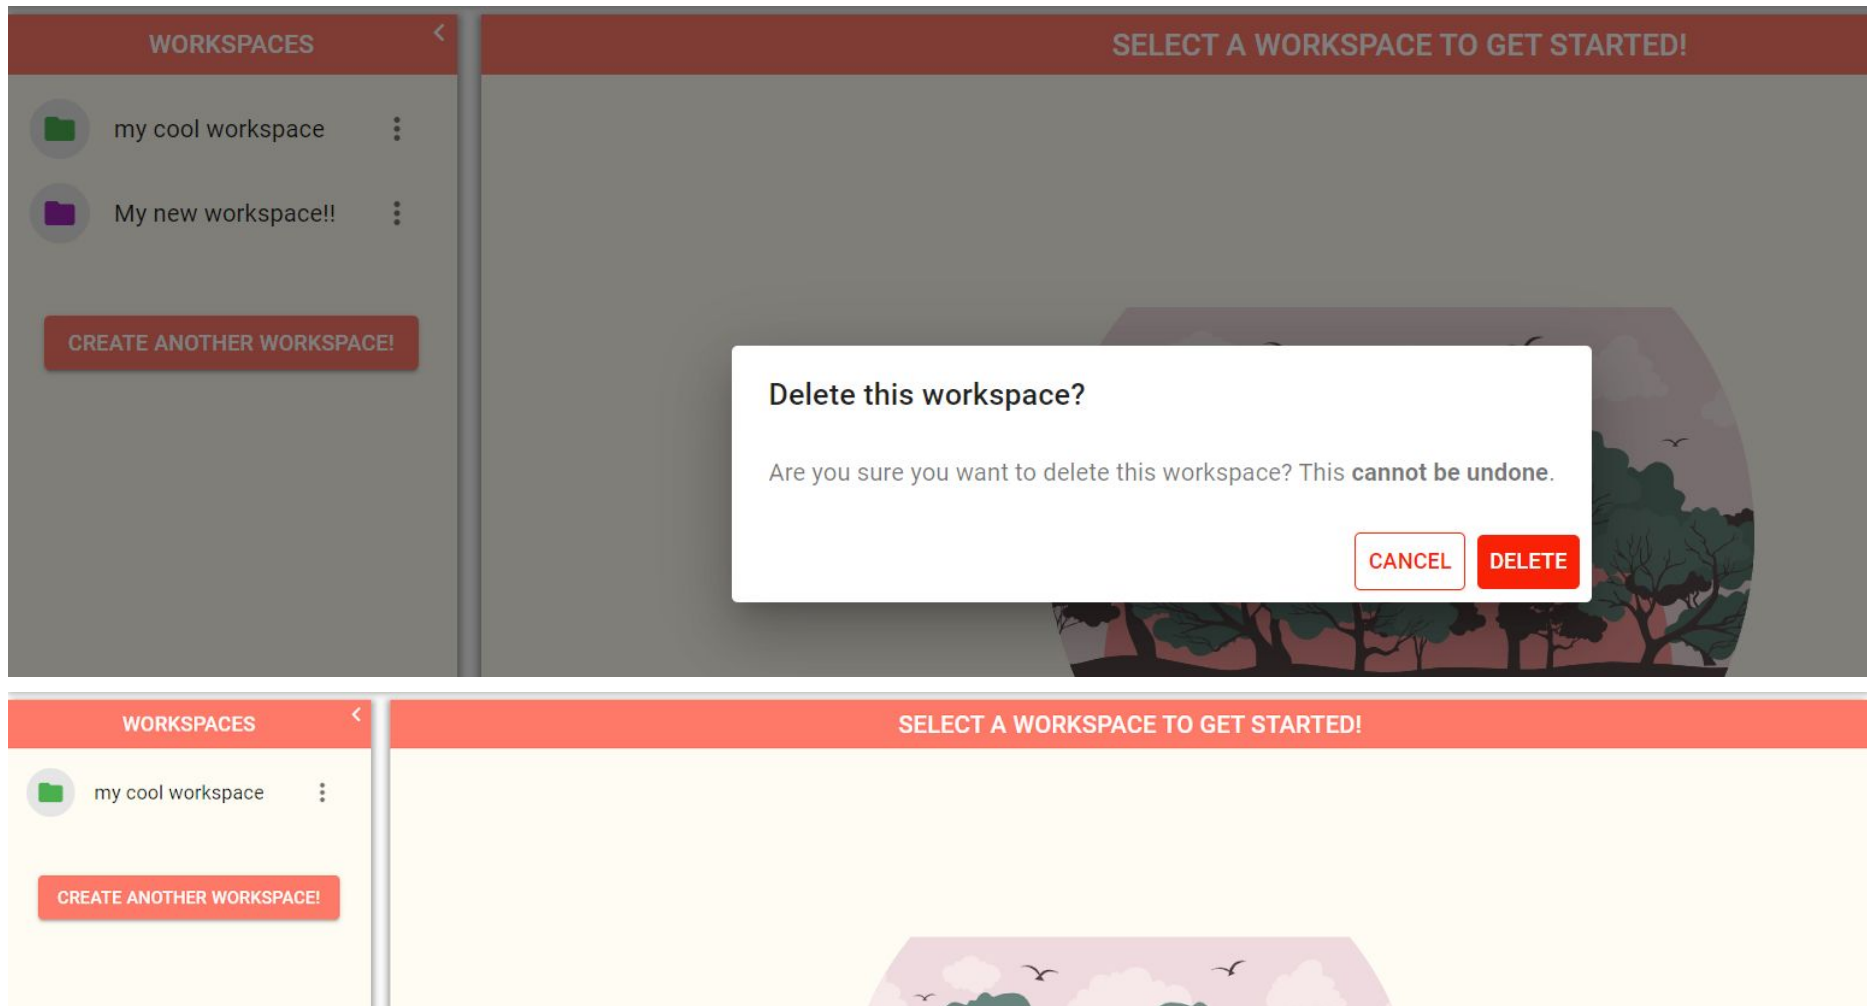 WORKSPACES
SELECT A WORKSPACE TO GET STARTED!
my cool workspace
My new workspace!!
CREATE ANOTHER WORKSPACE!
Delete this workspace?
Are you sure you want to delete this workspace? This cannot be undone.
CANCEL
DELETE
WORKSPACES
SELECT A WORKSPACE TO GET STARTED!
my cool workspace
CREATE ANOTHER WORKSPACE!